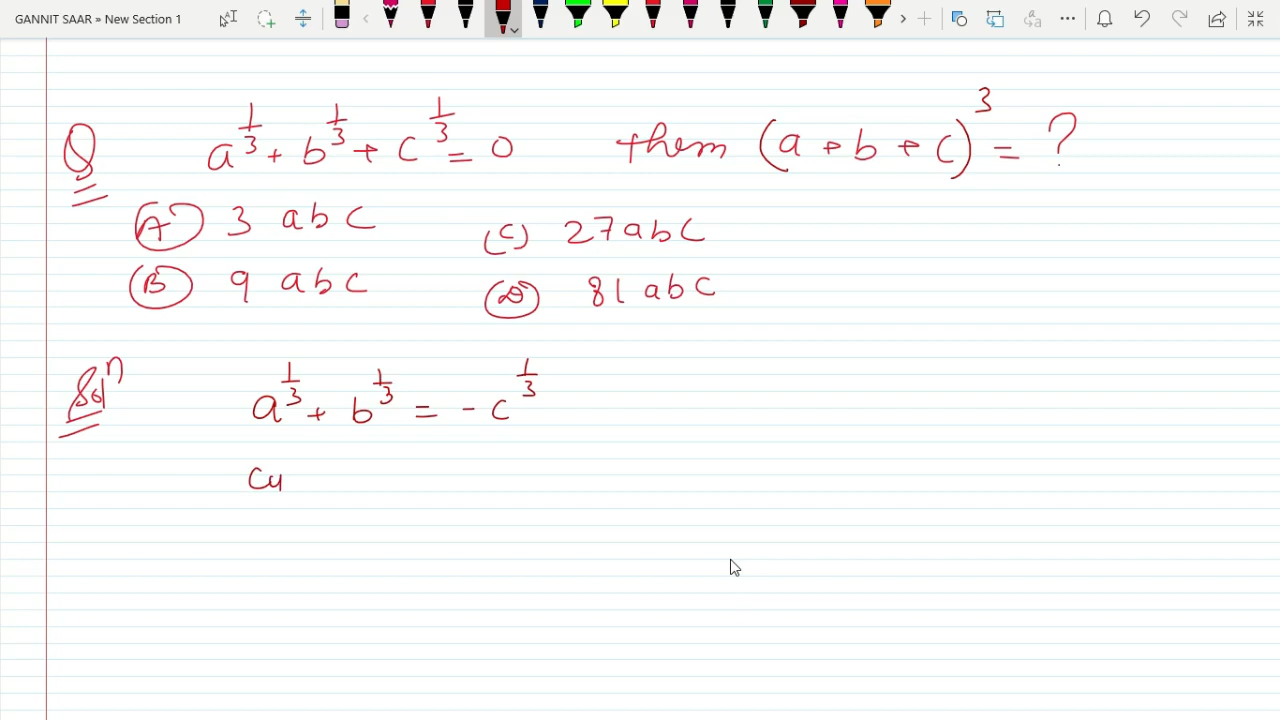 GANNIT SAAR » New Section 1
Q a^{1/3} + b^{1/3} + c^{1/3} = 0 them (a + b + c)^3 = ?
(A) 3 abc (C) 27abc
(B) 9 abc (D) 81 abc
Sol^n a^{1/3} + b^{1/3} = - c^{1/3}
Cu